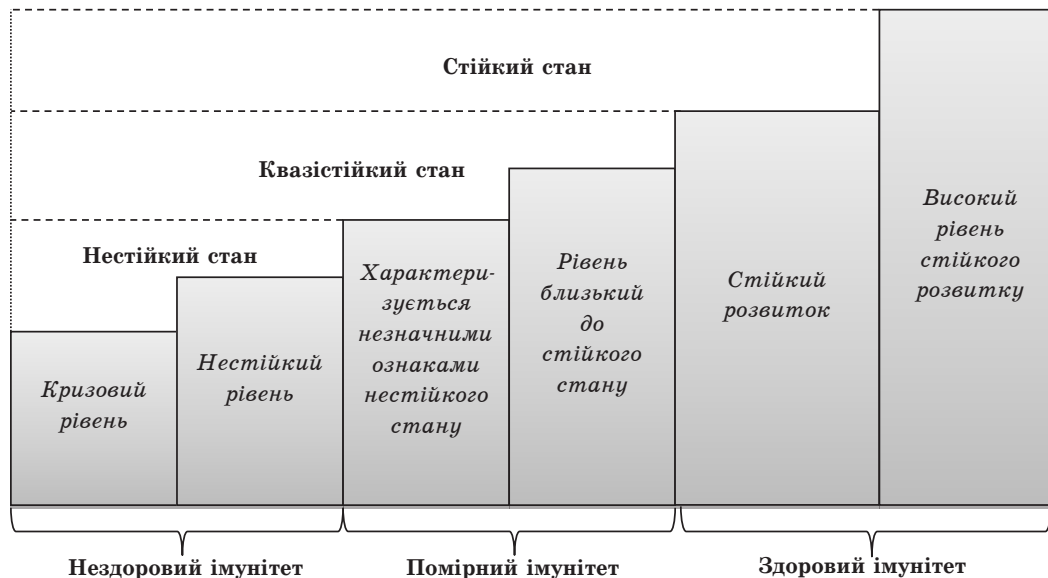 Стійкий стан
Квазістійкий стан
Нестійкий стан
Кризовий
рівень
Нестійкий
рівень
Характери-
зується
незначними
ознаками
нестійкого
стану
Рівень
близький
до
стійкого
стану
Стійкий
розвиток
Високий
рівень
стійкого
розвитку
Нездоровий імунітет
Помірний імунітет
Здоровий імунітет